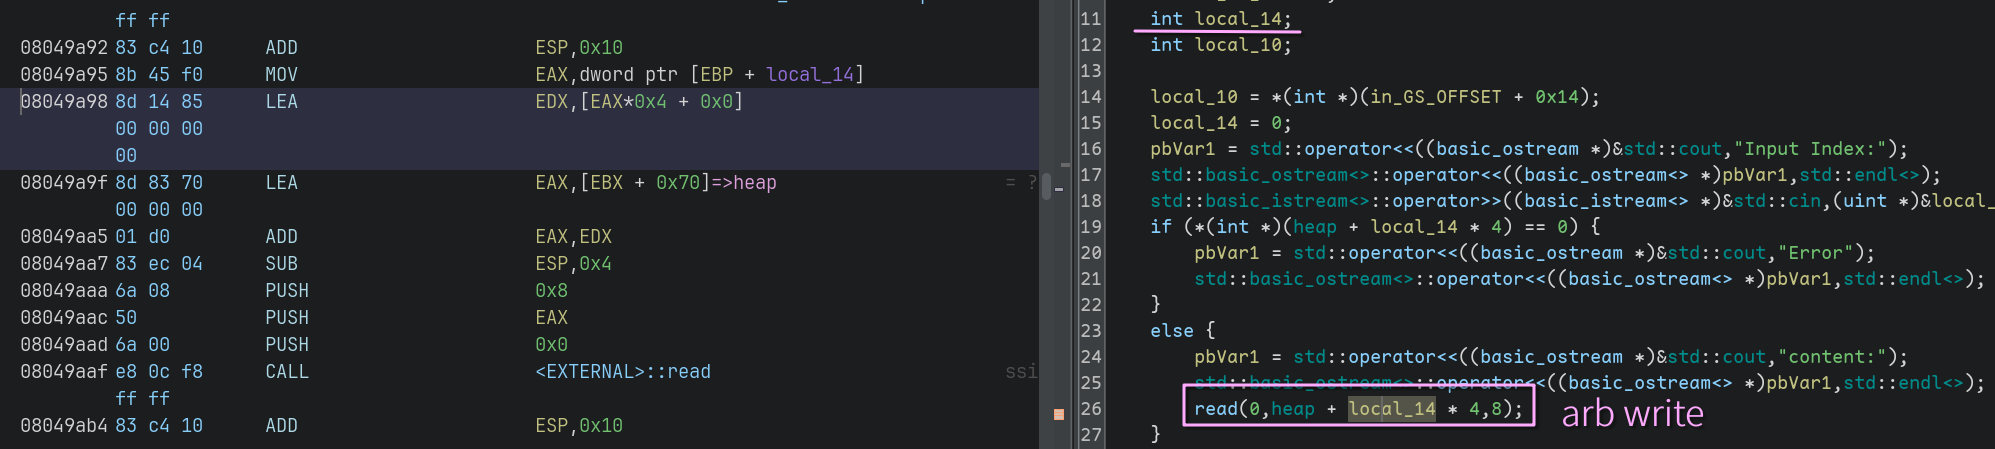 ff ff
08049a92 83 c4 10 ADD ESP,0x10
08049a95 8b 45 f0 MOV EAX,dword ptr [EBP + local_14]
08049a98 8d 14 85 LEA EDX,[EAX*0x4 + 0x0]
00 00 00
00
08049a9f 8d 83 70 LEA EAX,[EBX + 0x70]=>heap = ?
00 00 00
08049aa5 01 d0 ADD EAX,EDX
08049aa7 83 ec 04 SUB ESP,0x4
08049aaa 6a 08 PUSH 0x8
08049aac 50 PUSH EAX
08049aad 6a 00 PUSH 0x0
08049aaf e8 0c f8 CALL <EXTERNAL>::read ssi
ff ff
08049ab4 83 c4 10 ADD ESP,0x10
11 int local_14;
12 int local_10;
13
14 local_10 = *(int *)(in_GS_OFFSET + 0x14);
15 local_14 = 0;
16 pbVar1 = std::operator<<((basic_ostream *)&std::cout,"Input Index:");
17 std::basic_ostream<>::operator<<((basic_ostream<> *)pbVar1,std::endl<>);
18 std::basic_istream<>::operator>>((basic_istream<> *)&std::cin,(uint *)&local_
19 if (*(int *)(heap + local_14 * 4) == 0) {
20 pbVar1 = std::operator<<((basic_ostream *)&std::cout,"Error");
21 std::basic_ostream<>::operator<<((basic_ostream<> *)pbVar1,std::endl<>);
22 }
23 else {
24 pbVar1 = std::operator<<((basic_ostream *)&std::cout,"content:");
25 std::basic_ostream<>::operator<<((basic_ostream<> *)pbVar1,std::endl<>);
26 read(0,heap + local_14 * 4,8); arb write
27 }